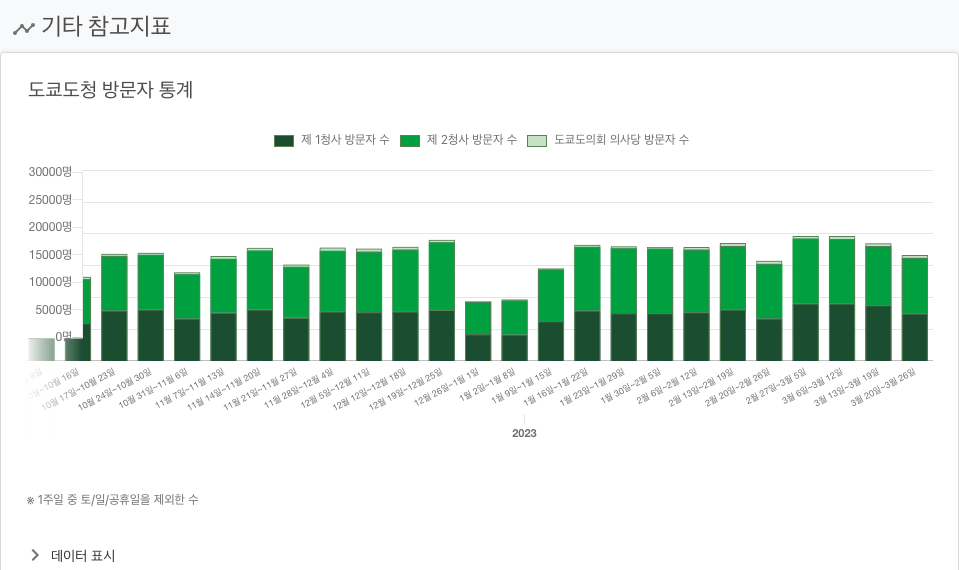 기타 참고지표
도쿄도청 방문자 통계
제 1청사 방문자 수
제 2청사 방문자 수
도쿄도의회 의사당 방문자 수
30000명
25000명
20000명
15000명
10000명
5000명
0명
10월 16일
10월 17일~10월 23일
10월 24일~10월 30일
10월 31일~11월 6일
11월 7일~11월 13일
11월 14일~11월 20일
11월 21일~11월 27일
11월 28일~12월 4일
12월 5일~12월 11일
12월 12일~12월 18일
12월 19일~12월 25일
12월 26일~1월 1일
1월 2일~1월 8일
1월 9일~1월 15일
1월 16일~1월 22일
1월 23일~1월 29일
1월 30일~2월 5일
2월 6일~2월 12일
2월 13일~2월 19일
2월 20일~2월 26일
2월 27일~3월 5일
3월 6일~3월 12일
3월 13일~3월 19일
3월 20일~3월 26일
2023
※ 1주일 중 토/일/공휴일을 제외한 수
데이터 표시